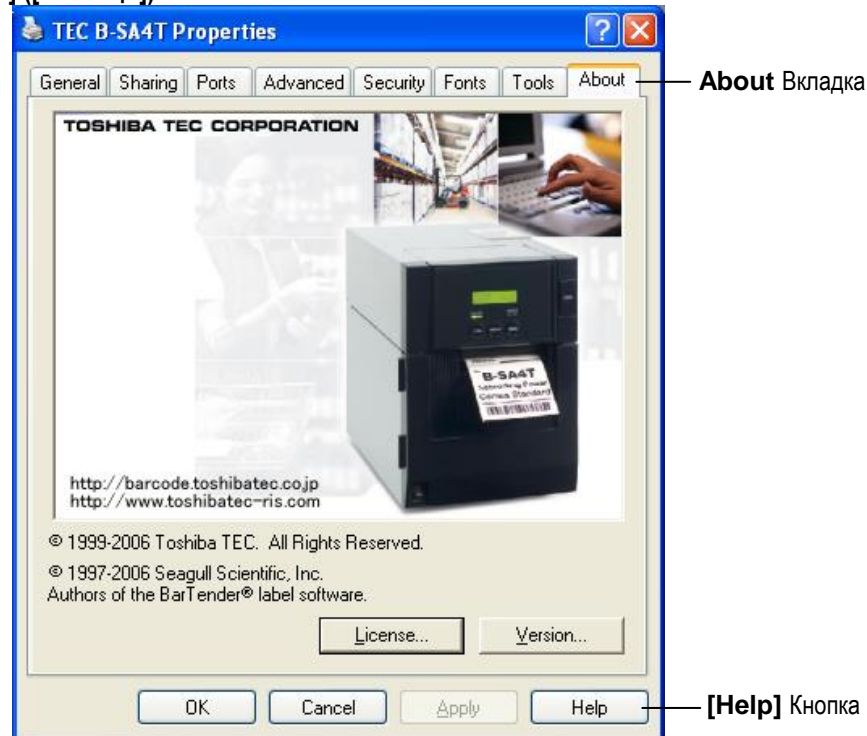 TEC B-SA4T Properties
General Sharing Ports Advanced Security Fonts Tools About
About Вкладка
TOSHIBA TEC CORPORATION
B-SA4T
http://barcode.toshibatec.co.jp
http://www.toshibatec-ris.com
© 1999-2006 Toshiba TEC. All Rights Reserved.
© 1997-2006 Seagull Scientific, Inc.
Authors of the BarTender® label software.
License... Version...
OK Cancel Apply Help
[Help] Кнопка